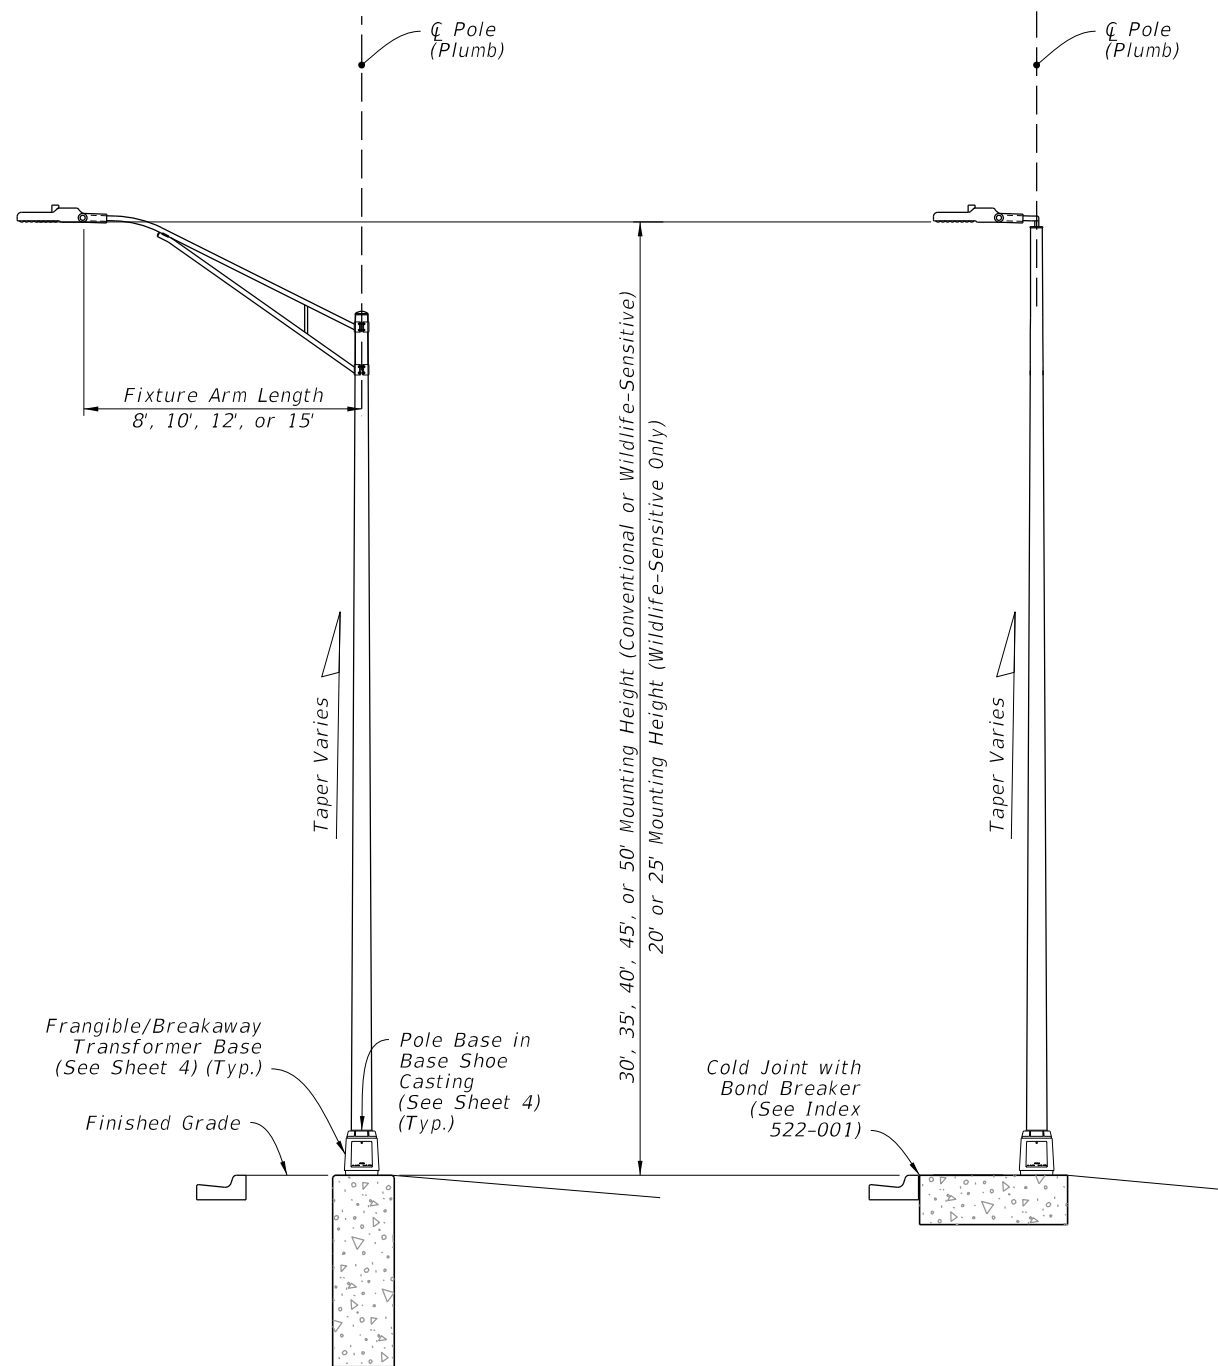 ℄ Pole
(Plumb)
℄ Pole
(Plumb)
Fixture Arm Length
8', 10', 12', or 15'
30', 35', 40', 45', or 50' Mounting Height (Conventional or Wildlife-Sensitive)
20' or 25' Mounting Height (Wildlife-Sensitive Only)
Taper Varies
Taper Varies
Frangible/Breakaway
Transformer Base
(See Sheet 4) (Typ.)
Finished Grade
Pole Base in
Base Shoe
Casting
(See Sheet 4)
(Typ.)
Cold Joint with
Bond Breaker
(See Index
522-001)